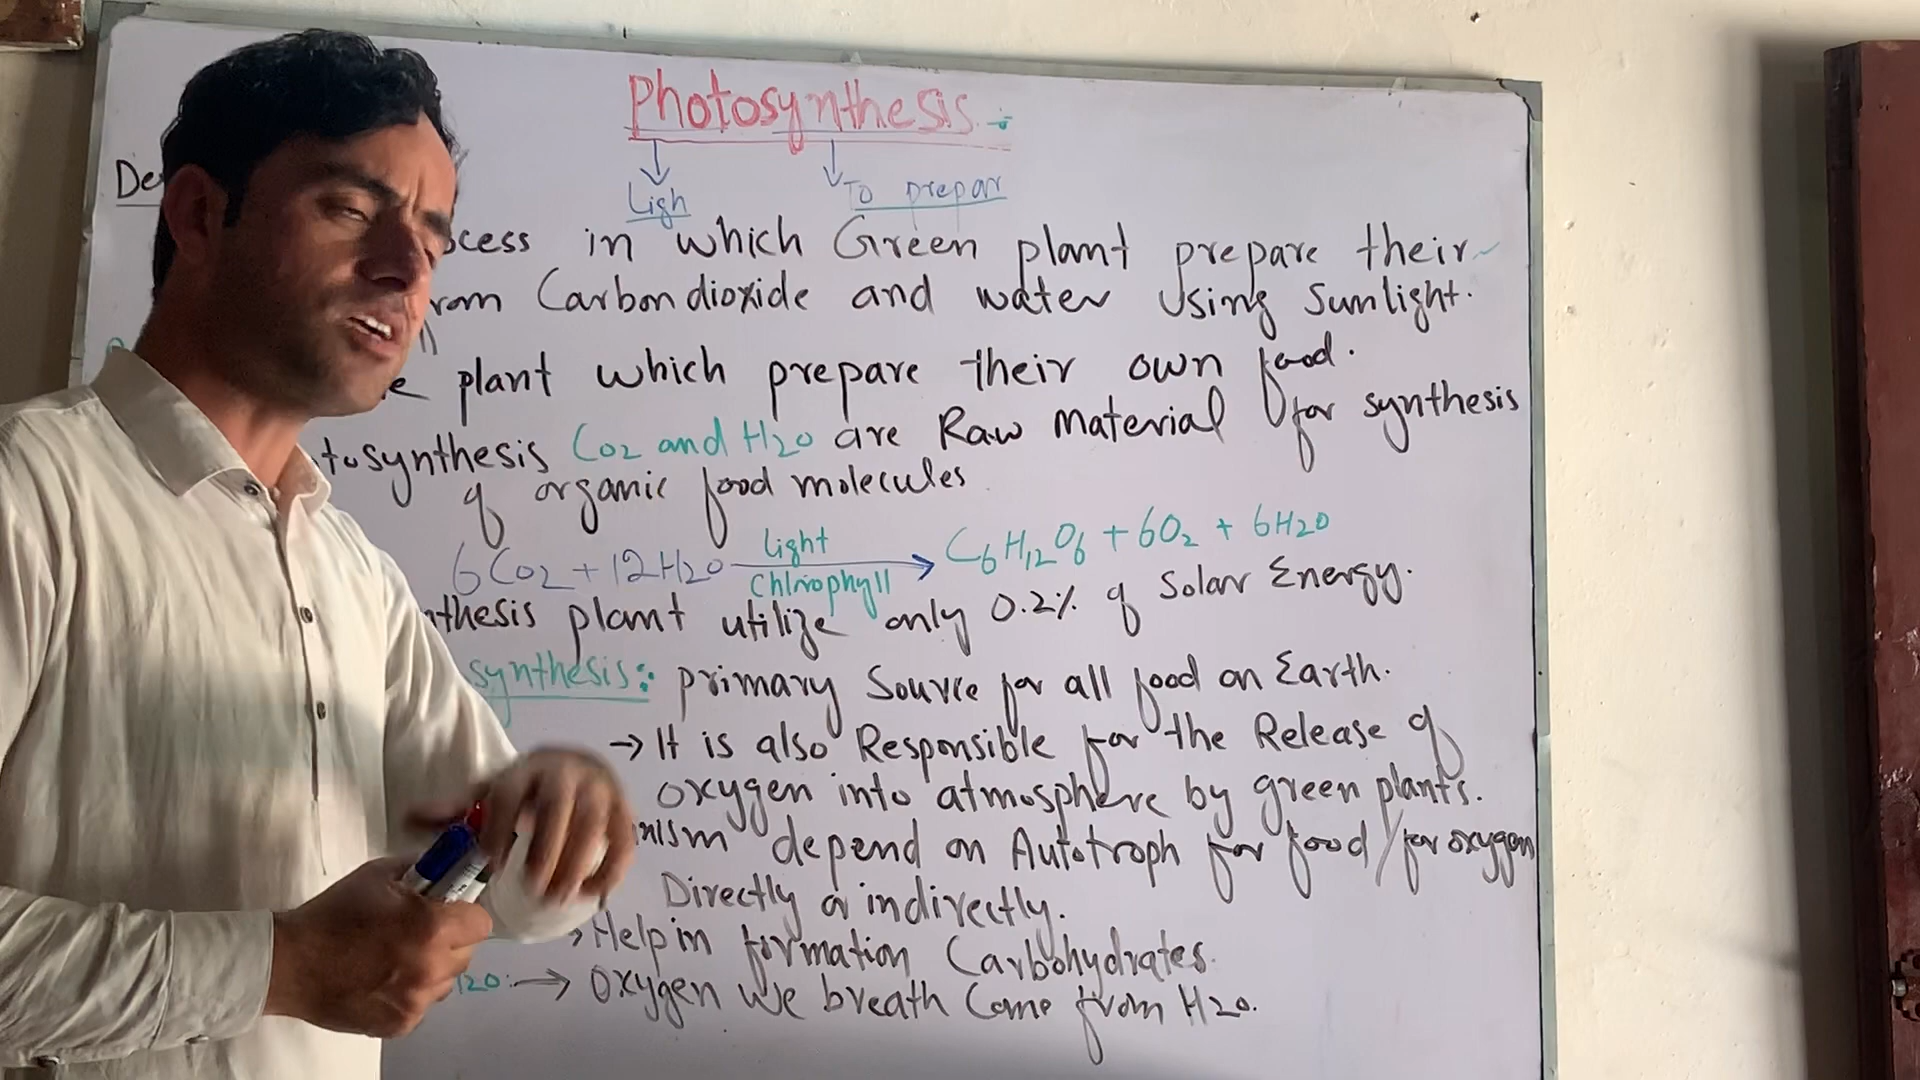 Photosynthesis :-
Ligh To prepar
De
ocess in which Green plant prepare their
rom Carbondioxide and water Using Sunlight.
e plant which prepare their own food.
tosynthesis Co2 and H2O are Raw Material for synthesis
of organic food molecules
6CO2 + 12H2O light Chlrophyll → C6H12O6 + 6O2 + 6H2O
nthesis plant utilize only 0.2% of Solar Energy.
synthesis: primary Source for all food on Earth.
→ It is also Responsible for the Release of
oxygen into atmosphere by green plants.
nism depend on Autotroph for food / for oxygen
Directly or indirectly.
→ Help in formation Carbohydrates.
H2O: → Oxygen We breath Come from H2O.